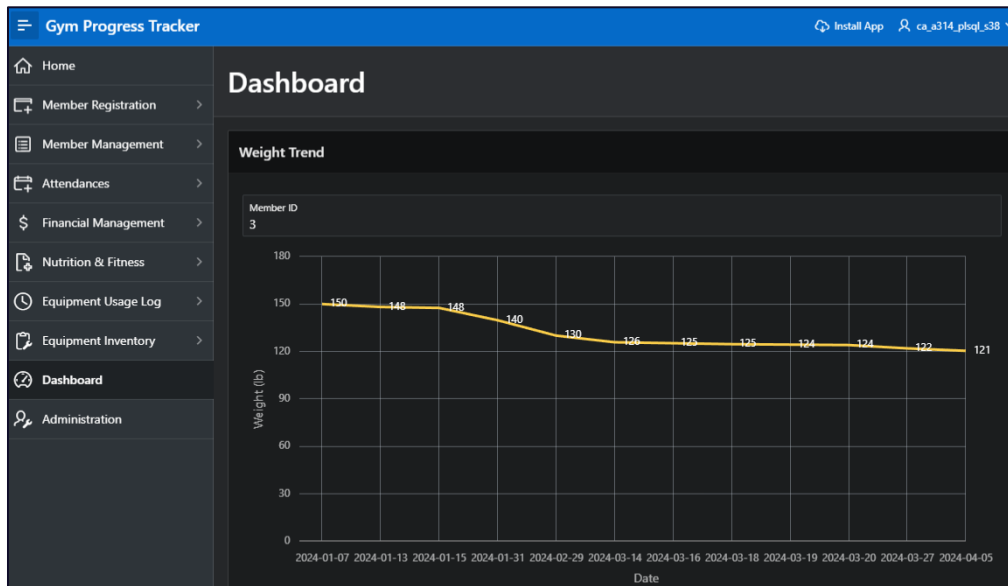 Gym Progress Tracker
Install App
ca_a314_plsql_s38
Home
Member Registration
Member Management
Attendances
Financial Management
Nutrition & Fitness
Equipment Usage Log
Equipment Inventory
Dashboard
Administration
Dashboard
Weight Trend
Member ID
3
180
150
120
90
60
30
0
Weight (lb)
150 148 148 140 130 126 125 125 124 124 122 121
2024-01-07 2024-01-13 2024-01-15 2024-01-31 2024-02-29 2024-03-14 2024-03-16 2024-03-18 2024-03-19 2024-03-20 2024-03-27 2024-04-05
Date